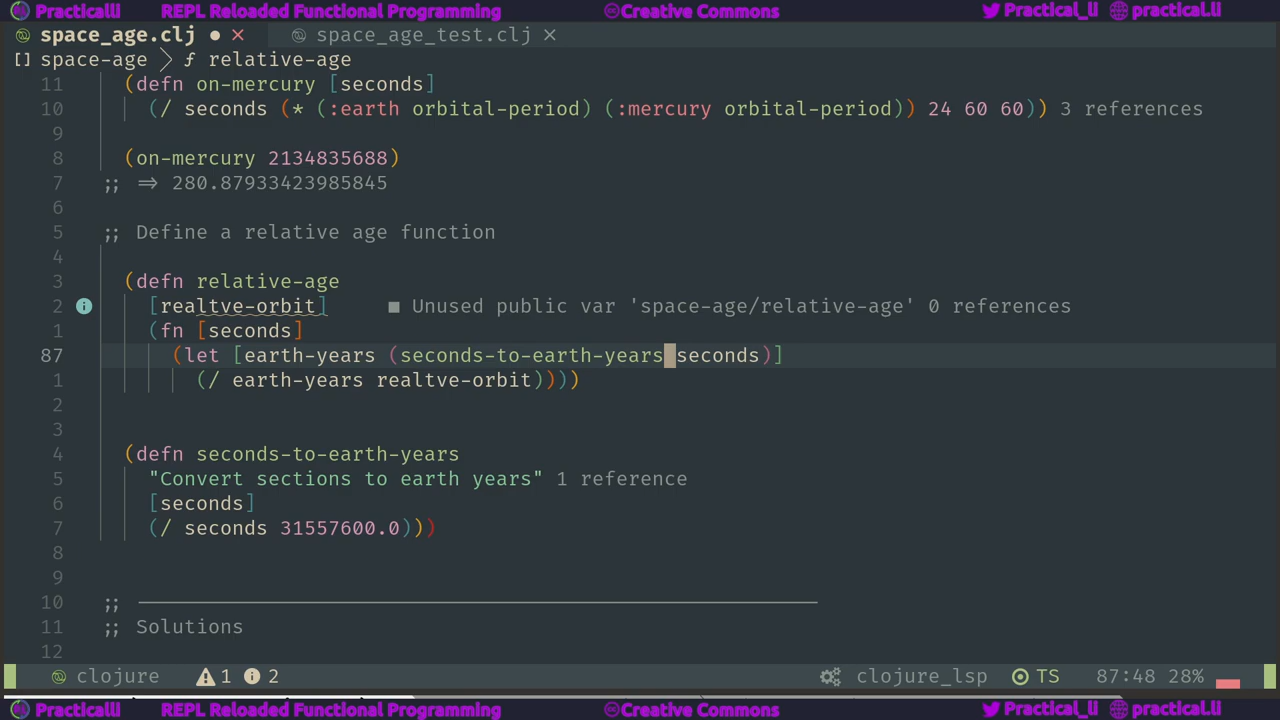 Practicalli REPL Reloaded Functional Programming Creative Commons Practical_li practical.li
space_age.clj ● × space_age_test.clj ×
[] space-age > ƒ relative-age
11 (defn on-mercury [seconds]
10 (/ seconds (* (:earth orbital-period) (:mercury orbital-period)) 24 60 60)) 3 references
9
8 (on-mercury 2134835688)
7 ;; => 280.87933423985845
6
5 ;; Define a relative age function
4
3 (defn relative-age
2 [realtve-orbit] ■ Unused public var 'space-age/relative-age' 0 references
1 (fn [seconds]
87 (let [earth-years (seconds-to-earth-years seconds)]
1 (/ earth-years realtve-orbit))))
2
3
4 (defn seconds-to-earth-years
5 "Convert sections to earth years" 1 reference
6 [seconds]
7 (/ seconds 31557600.0)))
8
9
10 ;; ─────────────────────────────────────────────────────────
11 ;; Solutions
12
clojure 1 2 clojure_lsp TS 87:48 28%
Practicalli REPL Reloaded Functional Programming Creative Commons Practical_li practical.li